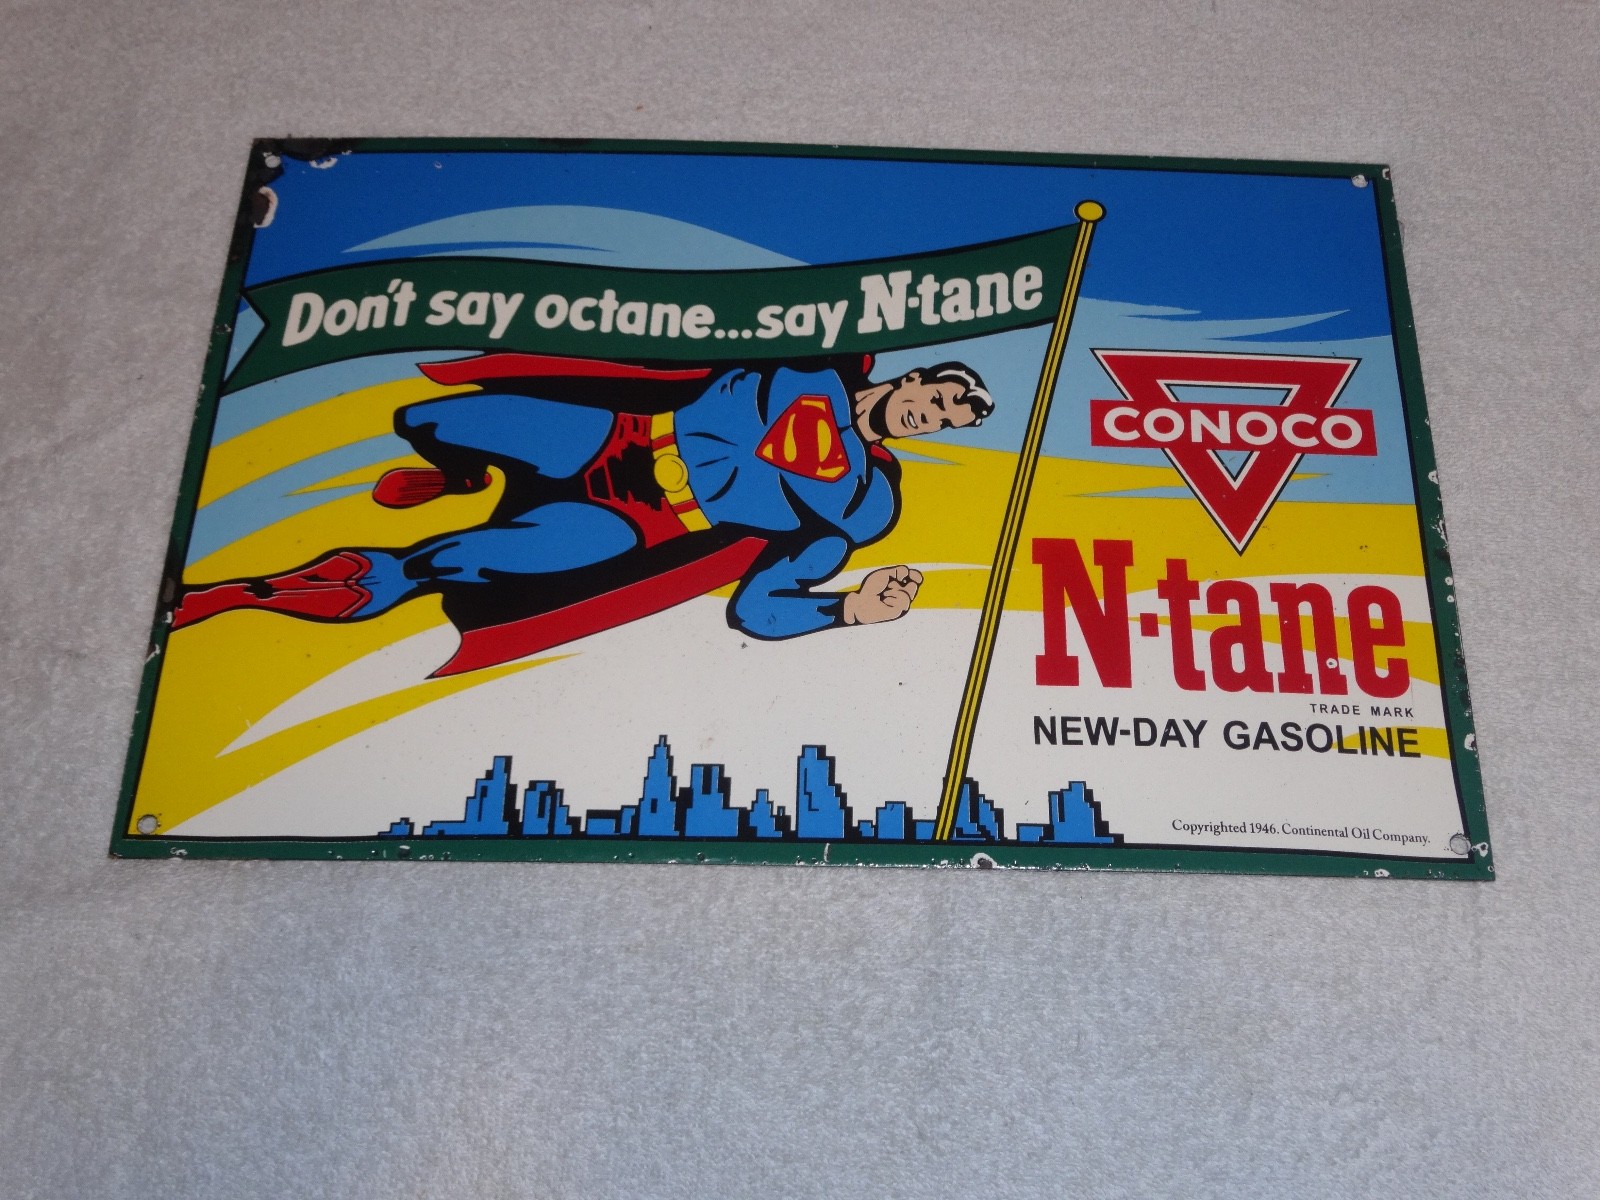 Don't say octane...say N-tane
CONOCO
N-tane
TRADE MARK
NEW-DAY GASOLINE
Copyrighted 1946. Continental Oil Company.
S